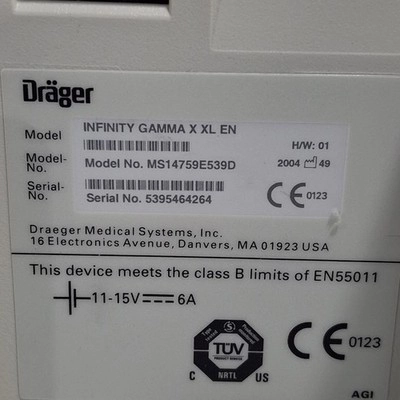 Dräger
Model INFINITY GAMMA X XL EN H/W: 01
Model-No. Model No. MS14759E539D 2004 49
Serial-No. Serial No. 5395464264 CE 0123
Draeger Medical Systems, Inc.
16 Electronics Avenue, Danvers, MA 01923 USA
This device meets the class B limits of EN55011
11-15V 6A
TÜV
PRODUCT SERVICE
C NRTL US
CE 0123
AGI